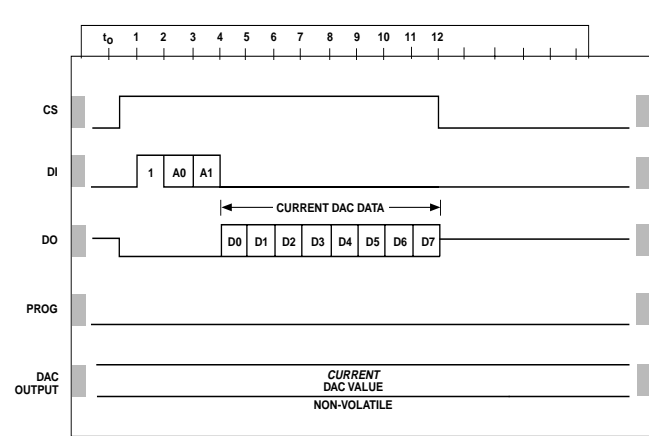 to 1 2 3 4 5 6 7 8 9 10 11 12
CS
DI 1 A0 A1
CURRENT DAC DATA
DO D0 D1 D2 D3 D4 D5 D6 D7
PROG
DAC
OUTPUT
CURRENT
DAC VALUE
NON-VOLATILE